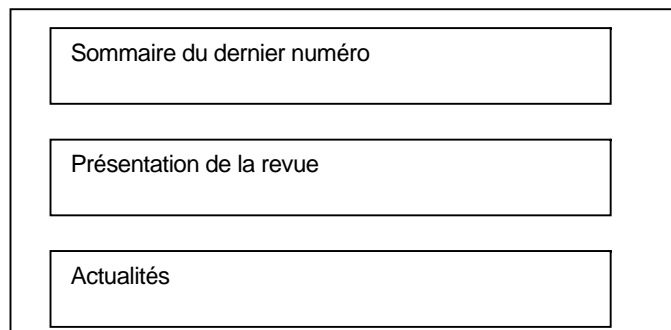 Sommaire du dernier numéro
Présentation de la revue
Actualités